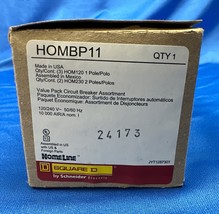 HOMBP11 QTY 1
Made in USA
Qty/Cont. (3) HOM120 1 Pole/Polo
Assembled in Mexico
Qty/Cont. (2) HOM230 2 Poles/Polos
Value Pack Circuit Breaker Assortment
Paquete Economizador: Surtido de Interruptores automáticos
Paquet Économique: Assortiment de Disjoncteurs
120/240 V~ 50/60 Hz
10 000 AIR/A nom. I
24173
HOMELINE
D SQUARE D
by Schneider Electric